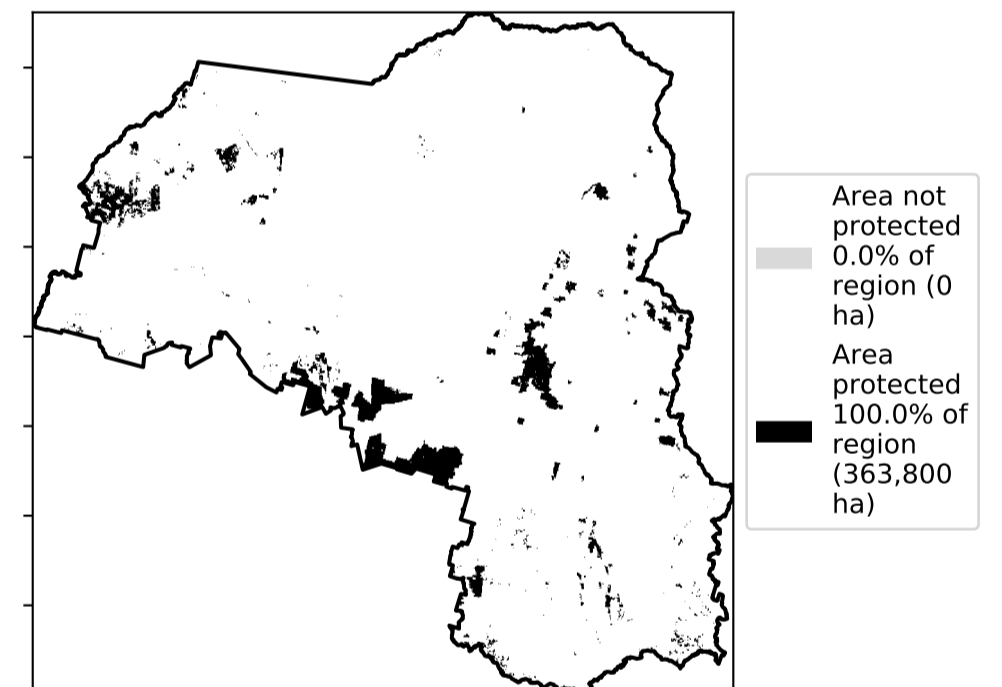 Area not
protected
0.0% of
region (0
ha)
Area
protected
100.0% of
region
(363,800
ha)